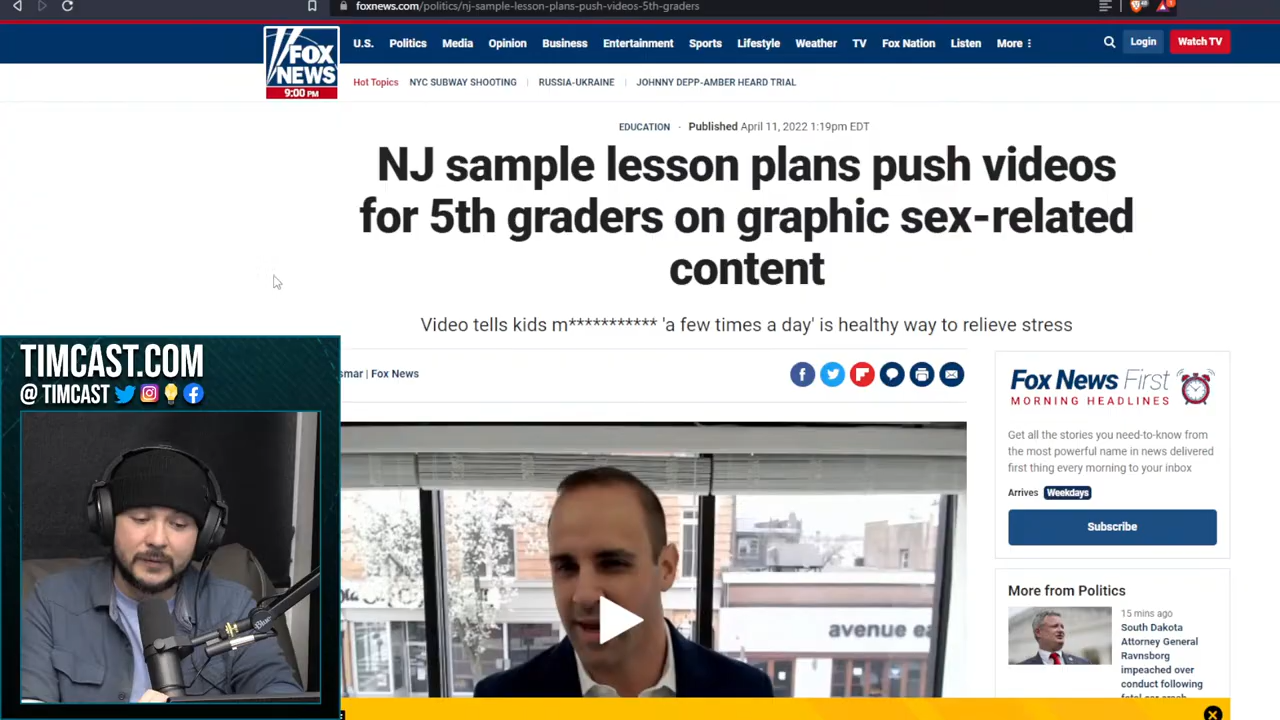 foxnews.com/politics/nj-sample-lesson-plans-push-videos-5th-graders
FOX
NEWS
9:00 PM
U.S. Politics Media Opinion Business Entertainment Sports Lifestyle Weather TV Fox Nation Listen More
Login
Watch TV
Hot Topics NYC SUBWAY SHOOTING RUSSIA-UKRAINE JOHNNY DEPP-AMBER HEARD TRIAL
EDUCATION · Published April 11, 2022 1:19pm EDT
NJ sample lesson plans push videos
for 5th graders on graphic sex-related
content
Video tells kids m*********** 'a few times a day' is healthy way to relieve stress
TIMCAST.COM
@ TIMCAST
smar | Fox News
Fox News First
MORNING HEADLINES
Get all the stories you need-to-know from
the most powerful name in news delivered
first thing every morning to your inbox
Arrives Weekdays
Subscribe
More from Politics
15 mins ago
South Dakota
Attorney General
Ravnsborg
impeached over
conduct following
avenue ea